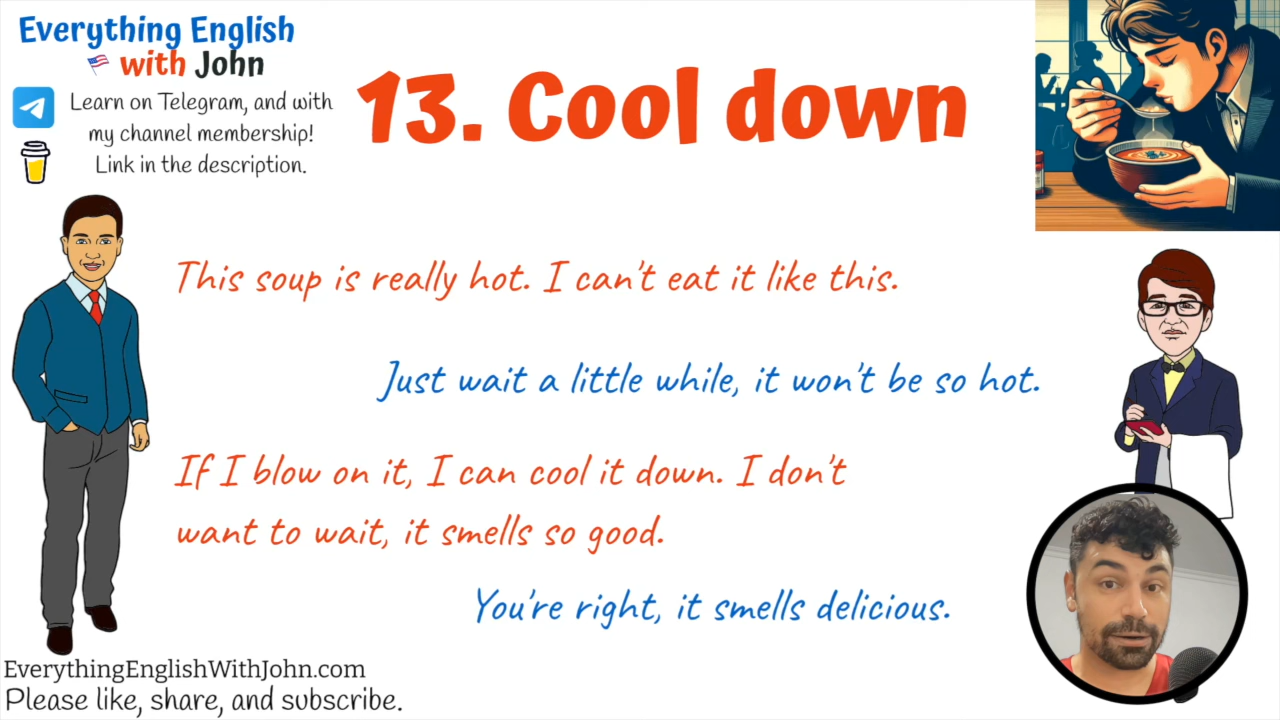 Everything English
with John
Learn on Telegram, and with
my channel membership!
Link in the description.
13. Cool down
This soup is really hot. I can't eat it like this.
Just wait a little while, it won't be so hot.
If I blow on it, I can cool it down. I don't
want to wait, it smells so good.
You're right, it smells delicious.
EverythingEnglishWithJohn.com
Please like, share, and subscribe.